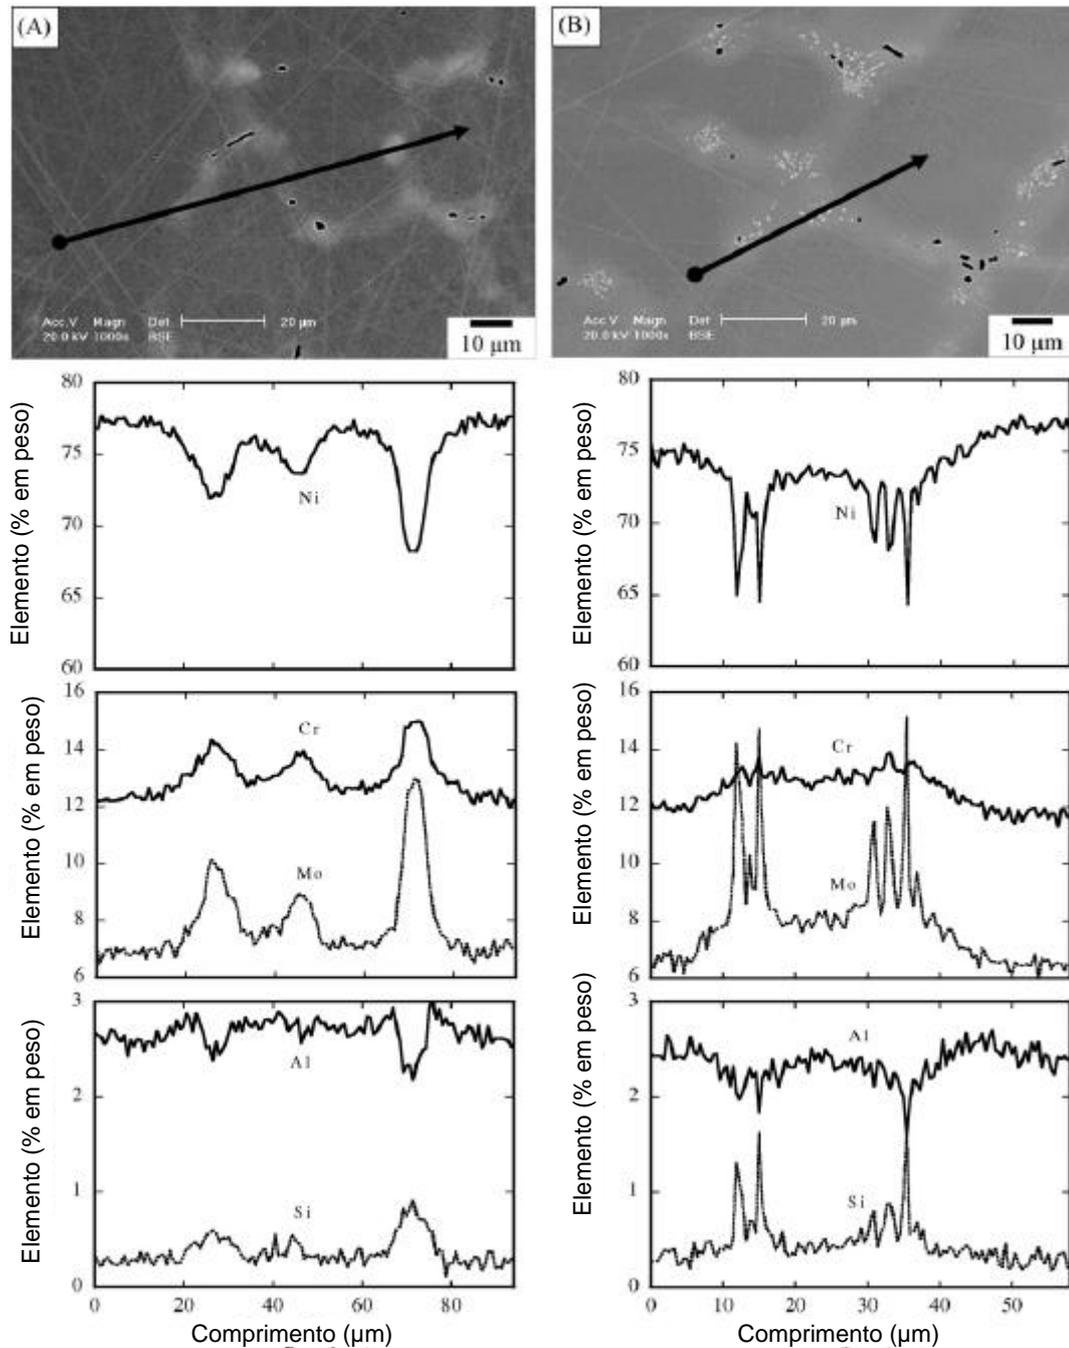 (A)
Acc.V Magn Det 20 µm
20.0 kV 1000x BSE
10 µm
(B)
Acc.V Magn Det 20 µm
20.0 kV 1000x BSE
10 µm
Elemento (% em peso)
80
75
70
65
60
Ni
Elemento (% em peso)
80
75
70
65
60
Ni
Elemento (% em peso)
16
14
12
10
8
6
Cr
Mo
Elemento (% em peso)
16
14
12
10
8
6
Cr
Mo
Elemento (% em peso)
3
2
1
0
Al
Si
0 20 40 60 80
Comprimento (µm)
Elemento (% em peso)
3
2
1
0
Al
Si
0 10 20 30 40 50
Comprimento (µm)